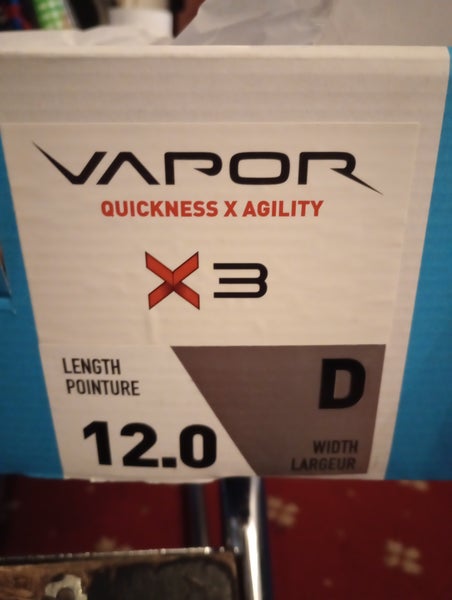 VAPOR
QUICKNESS X AGILITY
X3
LENGTH
POINTURE
12.0
D
WIDTH
LARGEUR